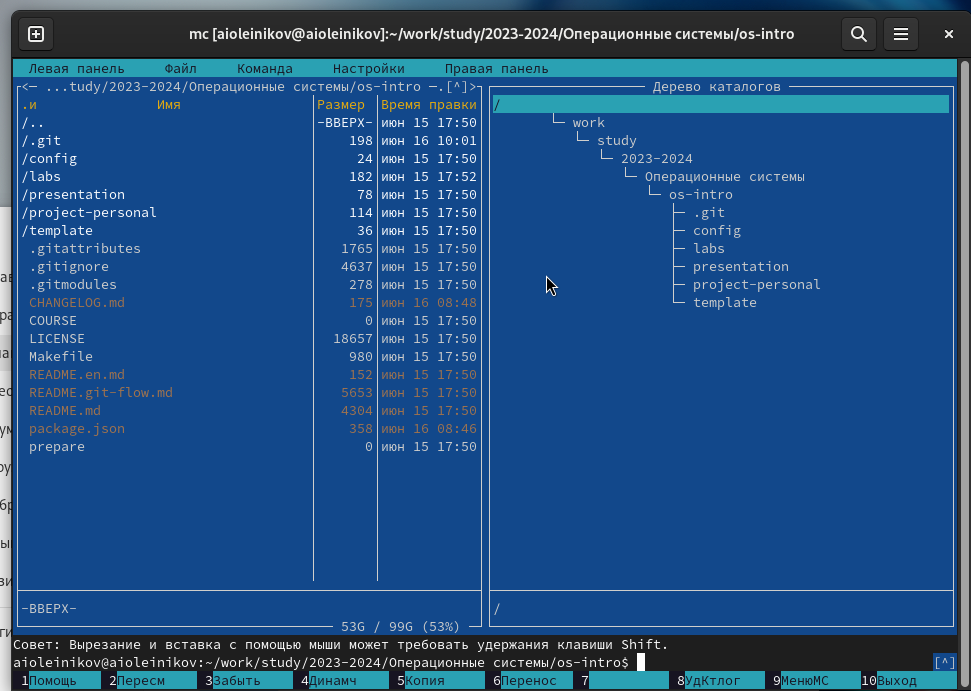 mc [aioleinikov@aioleinikov]:~/work/study/2023-2024/Операционные системы/os-intro
Левая панель Файл Команда Настройки Правая панель
<─ ...tudy/2023-2024/Операционные системы/os-intro ─.[^]>
.и Имя Размер Время правки
/.. -ВВЕРХ- июн 15 17:50
/.git 198 июн 16 10:01
/config 24 июн 15 17:50
/labs 182 июн 15 17:52
/presentation 78 июн 15 17:50
/project-personal 114 июн 15 17:50
/template 36 июн 15 17:50
.gitattributes 1765 июн 15 17:50
.gitignore 4637 июн 15 17:50
.gitmodules 278 июн 15 17:50
CHANGELOG.md 175 июн 16 08:48
COURSE 0 июн 15 17:50
LICENSE 18657 июн 15 17:50
Makefile 980 июн 15 17:50
README.en.md 152 июн 15 17:50
README.git-flow.md 5653 июн 15 17:50
README.md 4304 июн 15 17:50
package.json 358 июн 16 08:46
prepare 0 июн 15 17:50
-ВВЕРХ-
53G / 99G (53%)
Дерево каталогов
/
work
study
2023-2024
Операционные системы
os-intro
.git
config
labs
presentation
project-personal
template
/
Совет: Вырезание и вставка с помощью мыши может требовать удержания клавиши Shift.
aioleinikov@aioleinikov:~/work/study/2023-2024/Операционные системы/os-intro$ [^]
1Помощь 2Пересм 3Забыть 4Динамч 5Копия 6Перенос 7 8УдКтлог 9МенюМС 10Выход